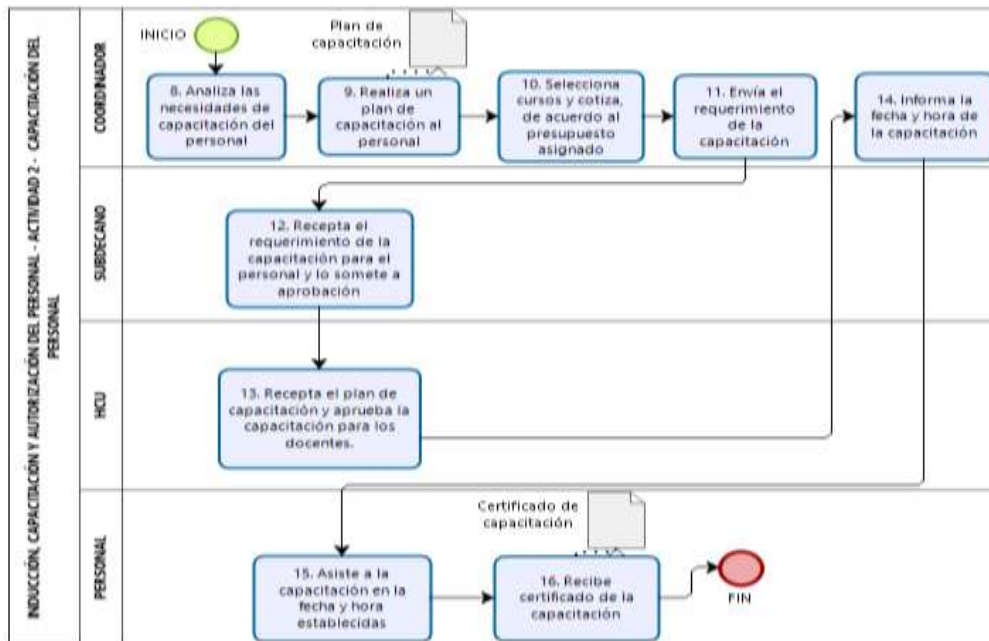 INDUCCIÓN, CAPACITACIÓN Y AUTORIZACIÓN DEL PERSONAL - ACTIVIDAD 2 - CAPACITACIÓN DEL
PERSONAL
COORDINADOR
INICIO
Plan de
capacitación
8. Analiza las
necesidades de
capacitación del
personal
9. Realiza un
plan de
capacitación al
personal
10. Selecciona
cursos y cotiza,
de acuerdo al
presupuesto
asignado
11. Envía el
requerimiento
de la
capacitación
14. Informa la
fecha y hora de
la capacitación
SUBDECANO
12. Recepta el
requerimiento de la
capacitación para el
personal y lo somete a
aprobación
HCU
13. Recepta el plan de
capacitación y aprueba la
capacitación para los
docentes.
PERSONAL
Certificado de
capacitación
15. Asiste a la
capacitación en la
fecha y hora
establecidas
16. Recibe
certificado de la
capacitación
FIN